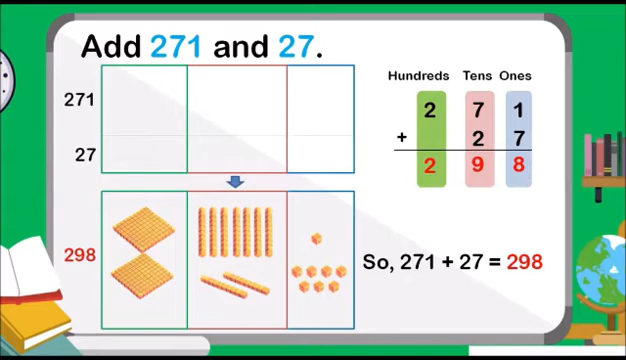 Add 271 and 27.
Hundreds Tens Ones
271
2 7 1
27
+ 2 7
2 9 8
298
So, 271 + 27 = 298